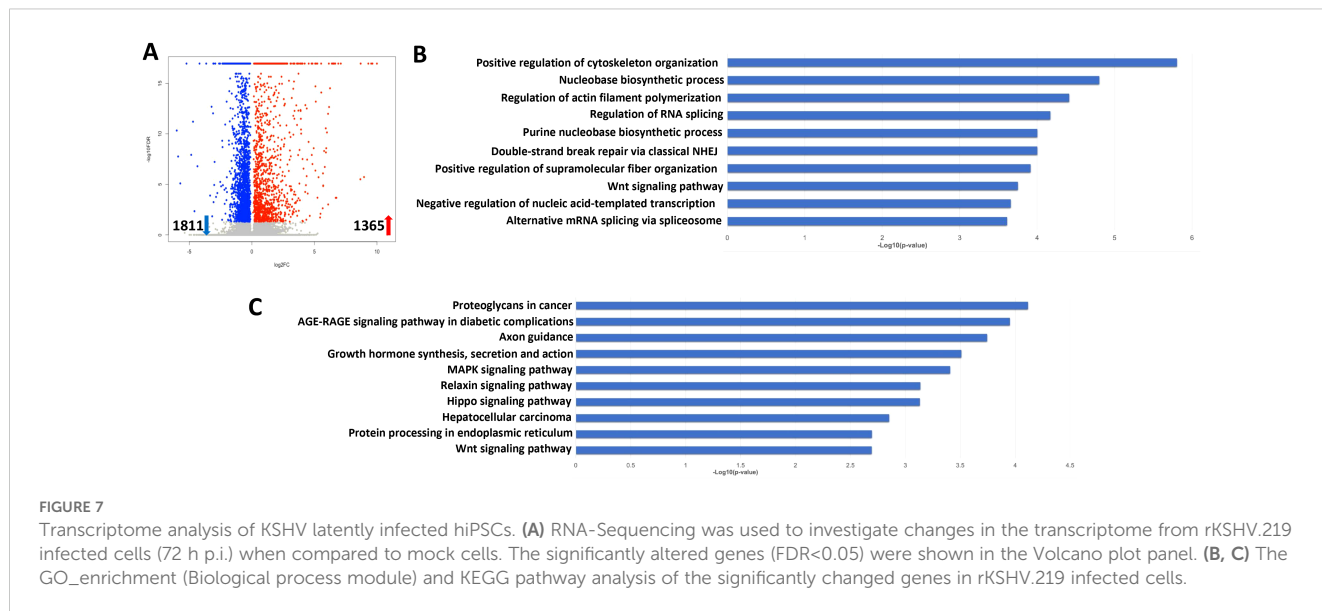 A
15
10
5
0
-log10FDR
1811
1365
-5
0
5
10
log2FC
B
Positive regulation of cytoskeleton organization
Nucleobase biosynthetic process
Regulation of actin filament polymerization
Regulation of RNA splicing
Purine nucleobase biosynthetic process
Double-strand break repair via classical NHEJ
Positive regulation of supramolecular fiber organization
Wnt signaling pathway
Negative regulation of nucleic acid-templated transcription
Alternative mRNA splicing via spliceosome
0 1 2 3 4 5 6
-Log10(p-value)
C
Proteoglycans in cancer
AGE-RAGE signaling pathway in diabetic complications
Axon guidance
Growth hormone synthesis, secretion and action
MAPK signaling pathway
Relaxin signaling pathway
Hippo signaling pathway
Hepatocellular carcinoma
Protein processing in endoplasmic reticulum
Wnt signaling pathway
0 0.5 1 1.5 2 2.5 3 3.5 4 4.5
-Log10(p-value)
FIGURE 7
Transcriptome analysis of KSHV latently infected hiPSCs. (A) RNA-Sequencing was used to investigate changes in the transcriptome from rKSHV.219
infected cells (72 h p.i.) when compared to mock cells. The significantly altered genes (FDR<0.05) were shown in the Volcano plot panel. (B, C) The
GO_enrichment (Biological process module) and KEGG pathway analysis of the significantly changed genes in rKSHV.219 infected cells.